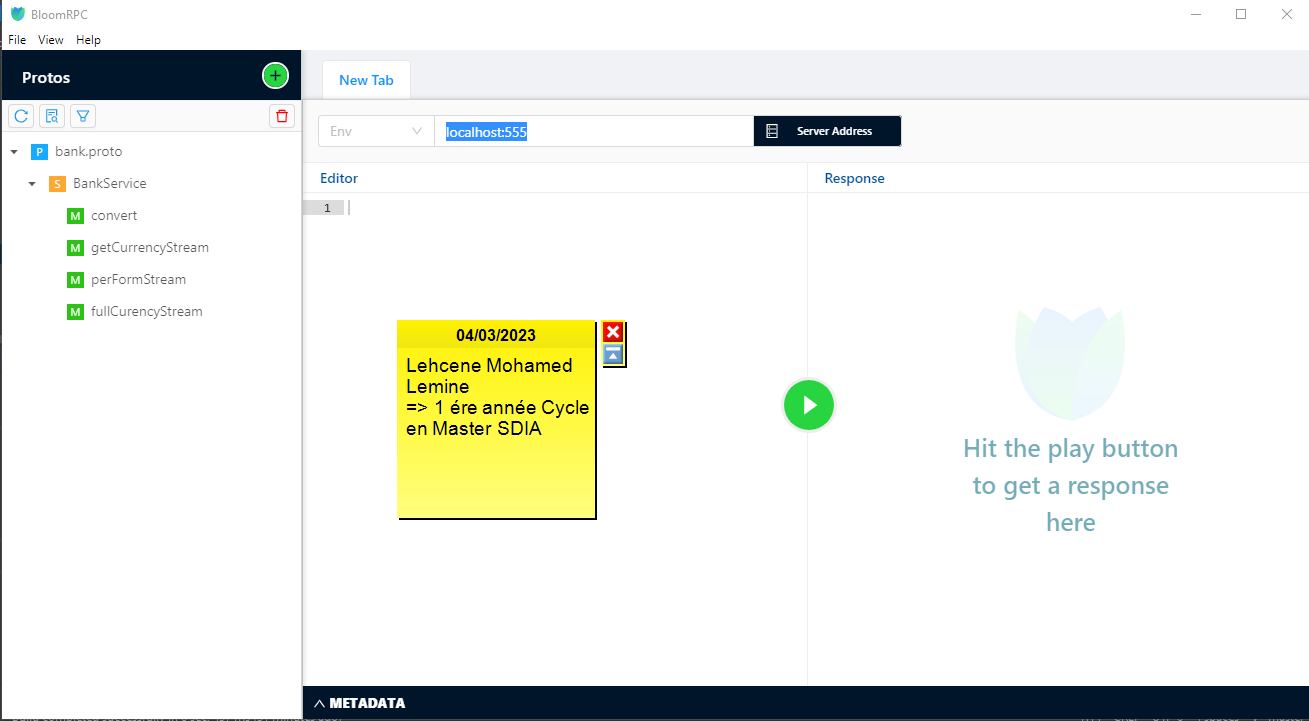 BloomRPC
File View Help
Protos
New Tab
Env
localhost:555
Server Address
P bank.proto
S BankService
M convert
M getCurrencyStream
M perFormStream
M fullCurencyStream
Editor
1
Response
04/03/2023
Lehcene Mohamed
Lemine
=> 1 ére année Cycle
en Master SDIA
Hit the play button
to get a response
here
METADATA